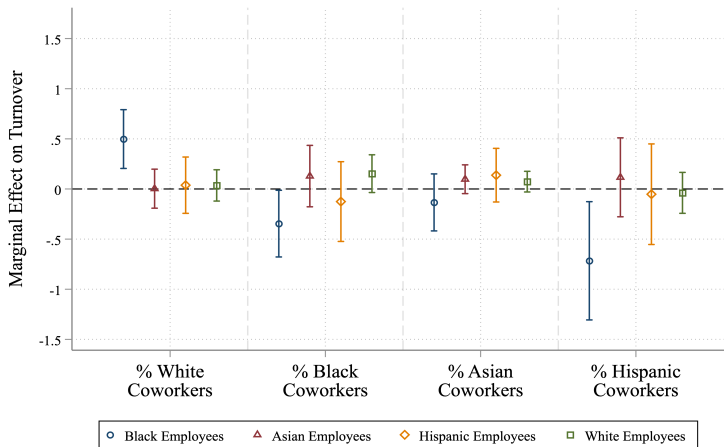 Marginal Effect on Turnover
1.5
1
.5
0
-.5
-1
-1.5
% White
Coworkers
% Black
Coworkers
% Asian
Coworkers
% Hispanic
Coworkers
Black Employees
Asian Employees
Hispanic Employees
White Employees